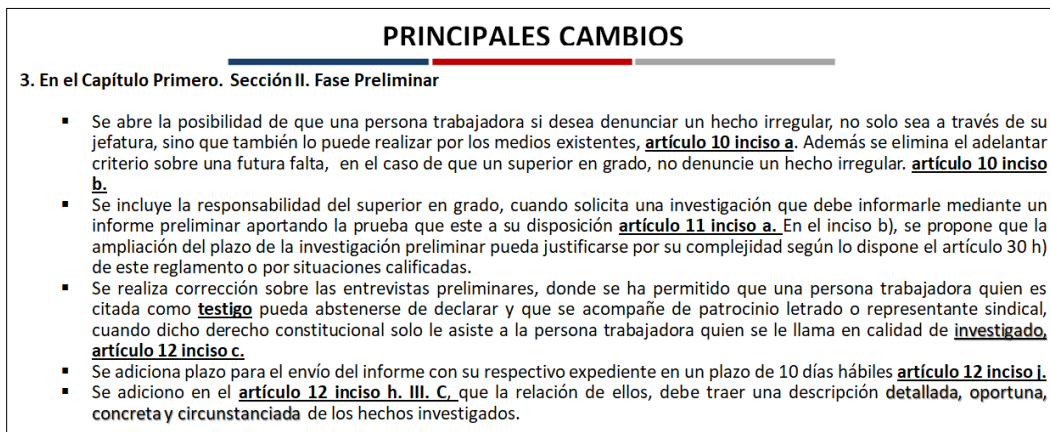 PRINCIPALES CAMBIOS
3. En el Capítulo Primero. Sección II. Fase Preliminar
▪ Se abre la posibilidad de que una persona trabajadora si desea denunciar un hecho irregular, no solo sea a través de su
jefatura, sino que también lo puede realizar por los medios existentes, artículo 10 inciso a. Además se elimina el adelantar
criterio sobre una futura falta, en el caso de que un superior en grado, no denuncie un hecho irregular. artículo 10 inciso
b.
▪ Se incluye la responsabilidad del superior en grado, cuando solicita una investigación que debe informarle mediante un
informe preliminar aportando la prueba que este a su disposición artículo 11 inciso a. En el inciso b), se propone que la
ampliación del plazo de la investigación preliminar pueda justificarse por su complejidad según lo dispone el artículo 30 h)
de este reglamento o por situaciones calificadas.
▪ Se realiza corrección sobre las entrevistas preliminares, donde se ha permitido que una persona trabajadora quien es
citada como testigo pueda abstenerse de declarar y que se acompañe de patrocinio letrado o representante sindical,
cuando dicho derecho constitucional solo le asiste a la persona trabajadora quien se le llama en calidad de investigado,
artículo 12 inciso c.
▪ Se adiciona plazo para el envío del informe con su respectivo expediente en un plazo de 10 días hábiles artículo 12 inciso j.
▪ Se adiciono en el artículo 12 inciso h. III. C, que la relación de ellos, debe traer una descripción detallada, oportuna,
concreta y circunstanciada de los hechos investigados.